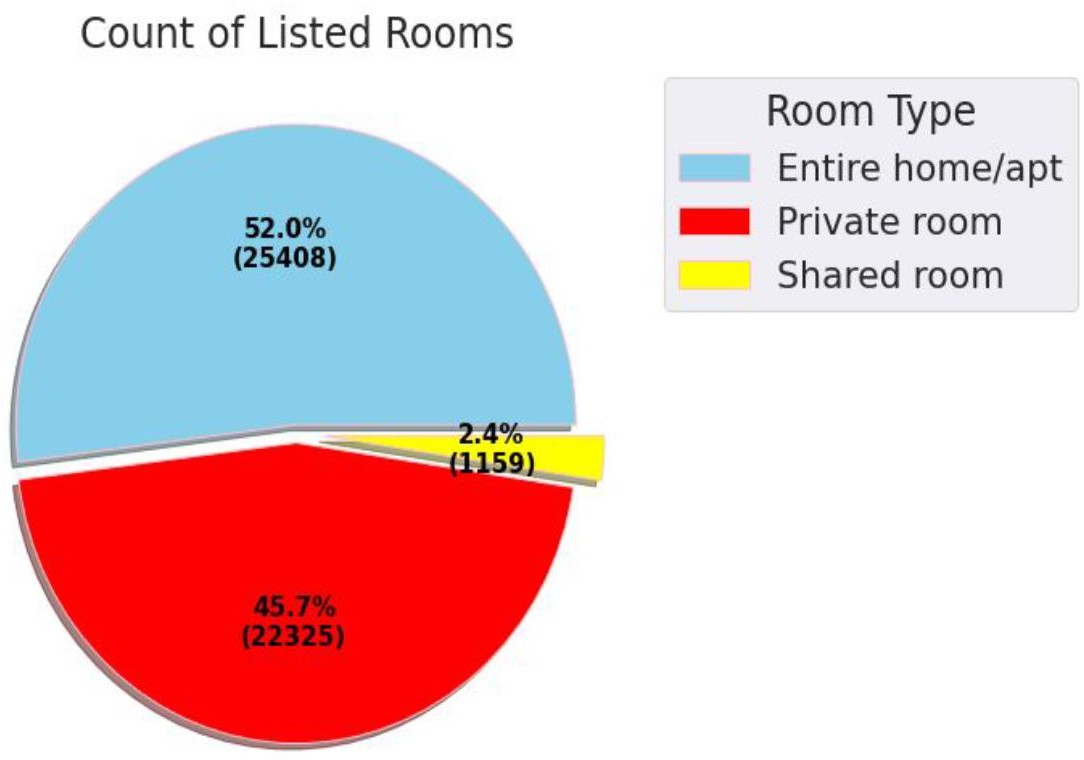 Count of Listed Rooms
Room Type
Entire home/apt
Private room
Shared room
52.0%
(25408)
2.4%
(1159)
45.7%
(22325)